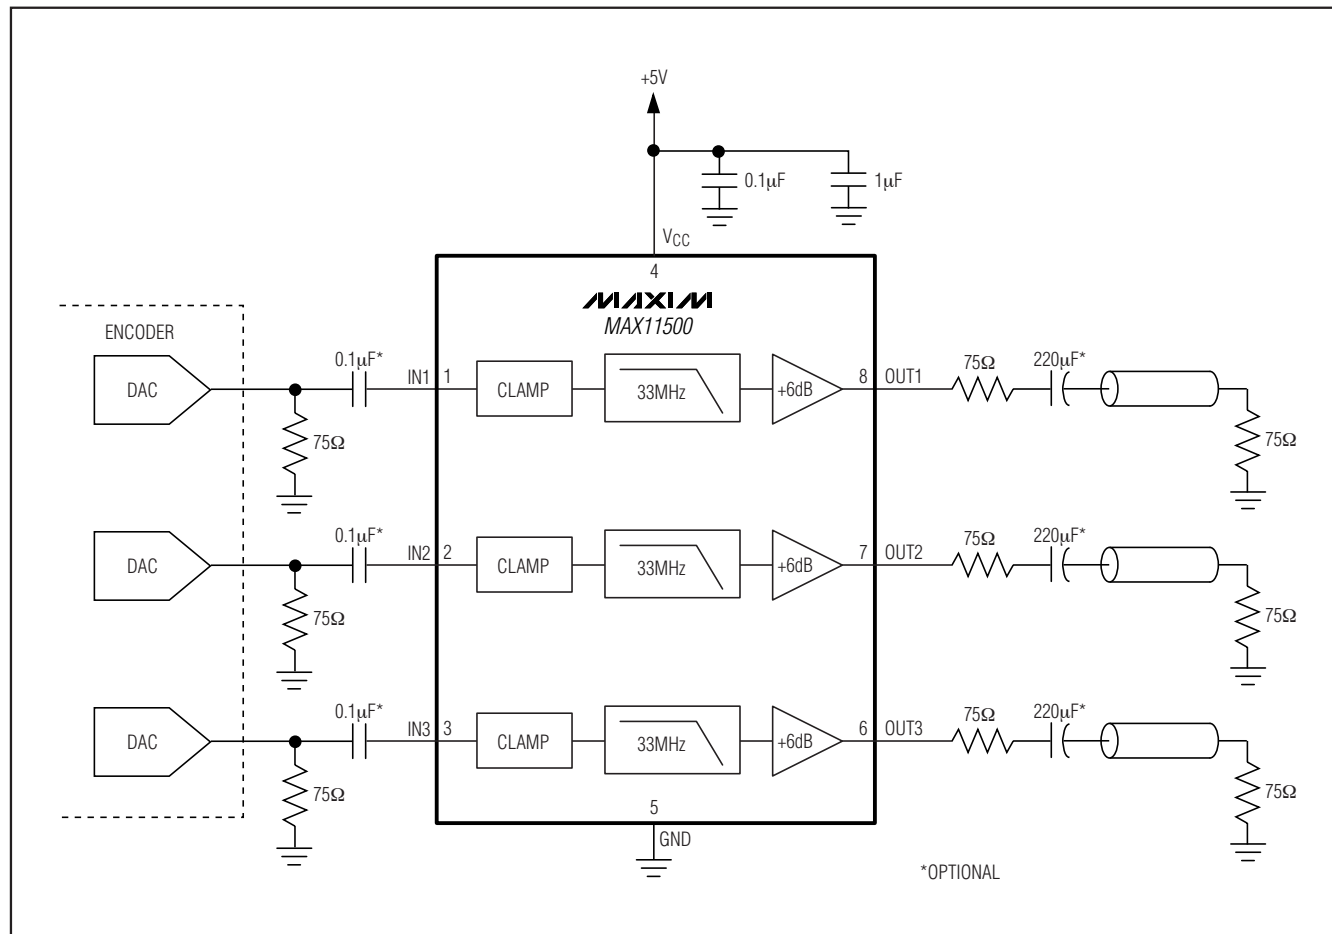 +5V
0.1μF
1μF
VCC
4
MAXIM
MAX11500
ENCODER
DAC
0.1μF*
75Ω
IN1
1
CLAMP
33MHz
+6dB
8
OUT1
75Ω
220μF*
75Ω
DAC
0.1μF*
75Ω
IN2
2
CLAMP
33MHz
+6dB
7
OUT2
75Ω
220μF*
75Ω
DAC
0.1μF*
75Ω
IN3
3
CLAMP
33MHz
+6dB
6
OUT3
75Ω
220μF*
75Ω
5
GND
*OPTIONAL